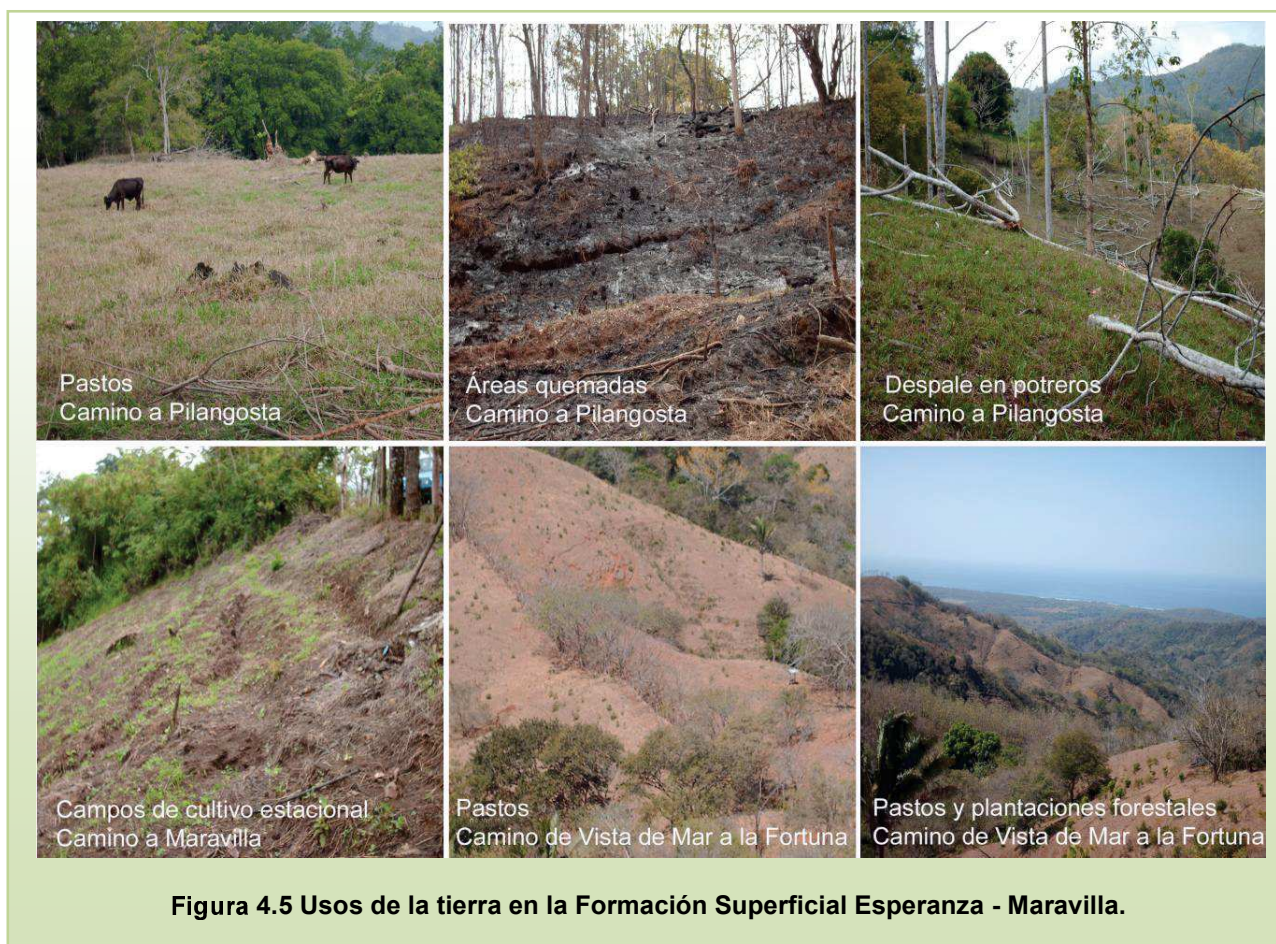 Pastos
Camino a Pilangosta
Áreas quemadas
Camino a Pilangosta
Despale en potreros
Camino a Pilangosta
Campos de cultivo estacional
Camino a Maravilla
Pastos
Camino de Vista de Mar a la Fortuna
Pastos y plantaciones forestales
Camino de Vista de Mar a la Fortuna
Figura 4.5 Usos de la tierra en la Formación Superficial Esperanza - Maravilla.